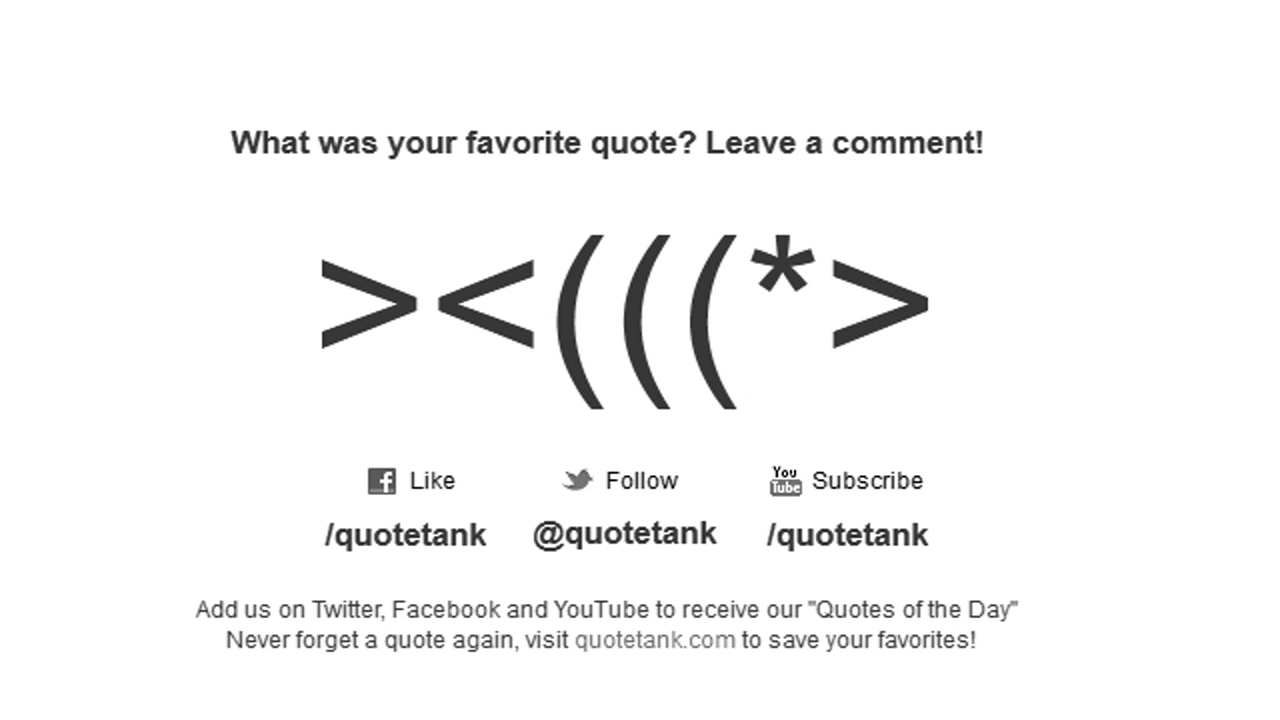 What was your favorite quote? Leave a comment!
><(((*>
f Like Follow You Tube Subscribe
/quotetank @quotetank /quotetank
Add us on Twitter, Facebook and YouTube to receive our "Quotes of the Day"
Never forget a quote again, visit quotetank.com to save your favorites!